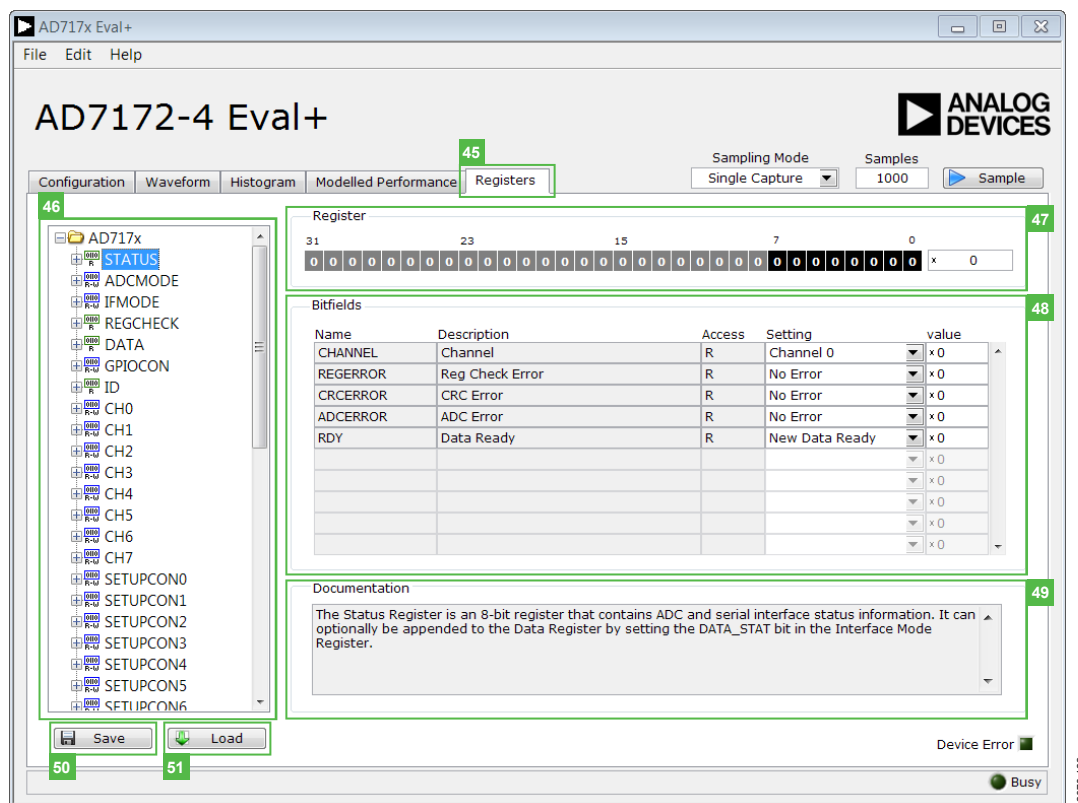 AD717x Eval+
File Edit Help
AD7172-4 Eval+
ANALOG
DEVICES
45
Sampling Mode Samples
Configuration Waveform Histogram Modelled Performance Registers Single Capture 1000 Sample
46
47
Register
AD717x
STATUS
ADCMODE
IFMODE
REGCHECK
DATA
GPIOCON
ID
CH0
CH1
CH2
CH3
CH4
CH5
CH6
CH7
SETUPCON0
SETUPCON1
SETUPCON2
SETUPCON3
SETUPCON4
SETUPCON5
SETUPCON6
31 23 15 7 0
0 0 0 0 0 0 0 0 0 0 0 0 0 0 0 0 0 0 0 0 0 0 0 0 0 0 0 0 0 0 0 0 x 0
48
Bitfields
Name Description Access Setting value
CHANNEL Channel R Channel 0 x 0
REGERROR Reg Check Error R No Error x 0
CRCERROR CRC Error R No Error x 0
ADCERROR ADC Error R No Error x 0
RDY Data Ready R New Data Ready x 0
x 0
x 0
x 0
x 0
x 0
49
Documentation
The Status Register is an 8-bit register that contains ADC and serial interface status information. It can
optionally be appended to the Data Register by setting the DATA_STAT bit in the Interface Mode
Register.
Save Load
50 51
Device Error
Busy